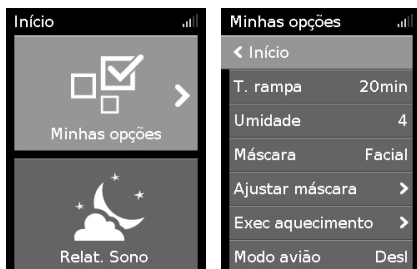 Início
Minhas opções
Relat. Sono
Minhas opções
Início
T. rampa 20min
Umidade 4
Máscara Facial
Ajustar máscara
Exec aquecimento
Modo avião Desl